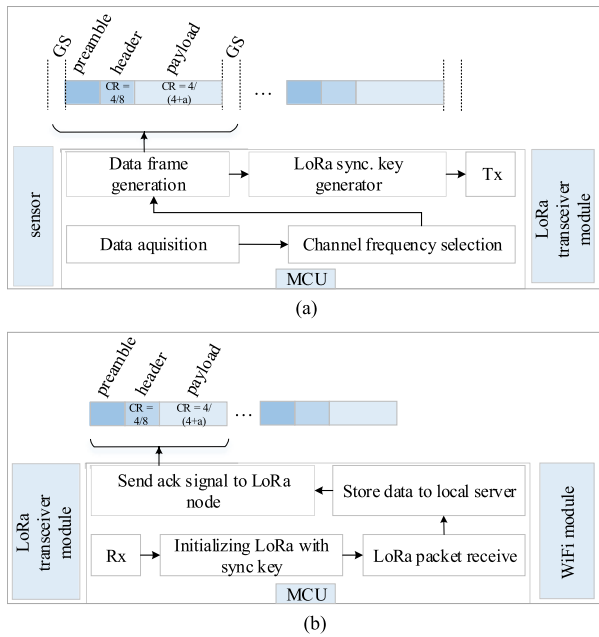 GS
preamble
header
payload
GS
CR =
4/8
CR = 4/
(4+a)
...
sensor
Data frame
generation
LoRa sync. key
generator
Tx
Data aquisition
Channel frequency selection
MCU
LoRa
transceiver
module
(a)
preamble
header
payload
CR =
4/8
CR = 4/
(4+a)
...
LoRa
transceiver
module
Send ack signal to LoRa
node
Store data to local server
Rx
Initializing LoRa with
sync key
LoRa packet receive
MCU
WiFi module
(b)